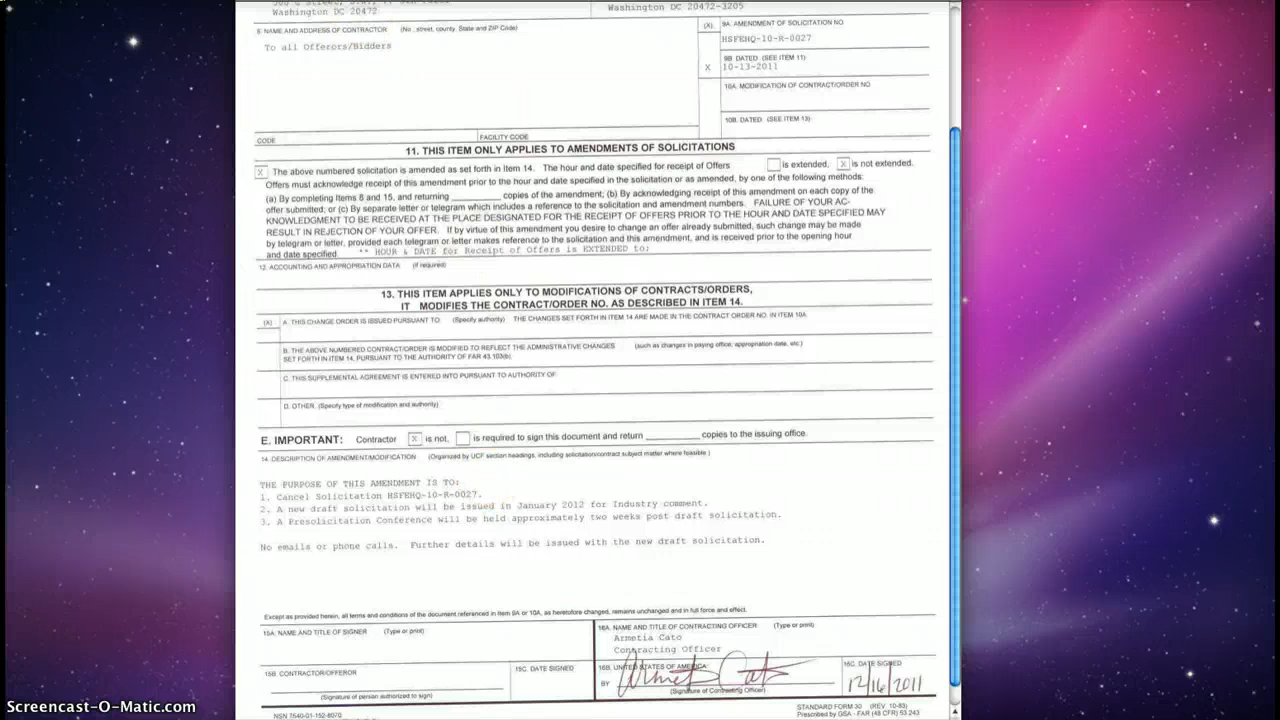 Washington DC 20472
Washington DC 20472-3205
8. NAME AND ADDRESS OF CONTRACTOR (No., street, county, State and ZIP Code)
(X)
9A. AMENDMENT OF SOLICITATION NO.
To all Offerors/Bidders
HSFEHQ-10-R-0027
9B. DATED (SEE ITEM 11)
X 10-13-2011
10A. MODIFICATION OF CONTRACT/ORDER NO.
10B. DATED (SEE ITEM 13)
CODE
FACILITY CODE
11. THIS ITEM ONLY APPLIES TO AMENDMENTS OF SOLICITATIONS
X The above numbered solicitation is amended as set forth in Item 14. The hour and date specified for receipt of Offers is extended, X is not extended.
Offers must acknowledge receipt of this amendment prior to the hour and date specified in the solicitation or as amended, by one of the following methods:
(a) By completing Items 8 and 15, and returning ________ copies of the amendment; (b) By acknowledging receipt of this amendment on each copy of the
offer submitted; or (c) By separate letter or telegram which includes a reference to the solicitation and amendment numbers. FAILURE OF YOUR AC-
KNOWLEDGMENT TO BE RECEIVED AT THE PLACE DESIGNATED FOR THE RECEIPT OF OFFERS PRIOR TO THE HOUR AND DATE SPECIFIED MAY
RESULT IN REJECTION OF YOUR OFFER. If by virtue of this amendment you desire to change an offer already submitted, such change may be made
by telegram or letter, provided each telegram or letter makes reference to the solicitation and this amendment, and is received prior to the opening hour
and date specified. ** HOUR & DATE for Receipt of Offers is EXTENDED to:
12. ACCOUNTING AND APPROPRIATION DATA (If required)
13. THIS ITEM APPLIES ONLY TO MODIFICATIONS OF CONTRACTS/ORDERS,
IT MODIFIES THE CONTRACT/ORDER NO. AS DESCRIBED IN ITEM 14.
(X) A. THIS CHANGE ORDER IS ISSUED PURSUANT TO: (Specify authority) THE CHANGES SET FORTH IN ITEM 14 ARE MADE IN THE CONTRACT ORDER NO. IN ITEM 10A.
B. THE ABOVE NUMBERED CONTRACT/ORDER IS MODIFIED TO REFLECT THE ADMINISTRATIVE CHANGES (such as changes in paying office, appropriation date, etc.)
SET FORTH IN ITEM 14, PURSUANT TO THE AUTHORITY OF FAR 43.103(b).
C. THIS SUPPLEMENTAL AGREEMENT IS ENTERED INTO PURSUANT TO AUTHORITY OF:
D. OTHER (Specify type of modification and authority)
E. IMPORTANT: Contractor X is not, is required to sign this document and return ________ copies to the issuing office.
14. DESCRIPTION OF AMENDMENT/MODIFICATION (Organized by UCF section headings, including solicitation/contract subject matter where feasible.)
THE PURPOSE OF THIS AMENDMENT IS TO:
1. Cancel Solicitation HSFEHQ-10-R-0027.
2. A new draft solicitation will be issued in January 2012 for Industry comment.
3. A Presolicitation Conference will be held approximately two weeks post draft solicitation.
No emails or phone calls. Further details will be issued with the new draft solicitation.
Except as provided herein, all terms and conditions of the document referenced in Item 9A or 10A, as heretofore changed, remains unchanged and in full force and effect.
15A. NAME AND TITLE OF SIGNER (Type or print)
16A. NAME AND TITLE OF CONTRACTING OFFICER (Type or print)
Armetia Cato
Contracting Officer
15B. CONTRACTOR/OFFEROR
15C. DATE SIGNED
16B. UNITED STATES OF AMERICA
16C. DATE SIGNED
BY Armetia Cato
12/16/2011
(Signature of person authorized to sign)
(Signature of Contracting Officer)
NSN 7540-01-152-8070
STANDARD FORM 30 (REV. 10-83)
Prescribed by GSA - FAR (48 CFR) 53.243
Screencast-O-Matic.com